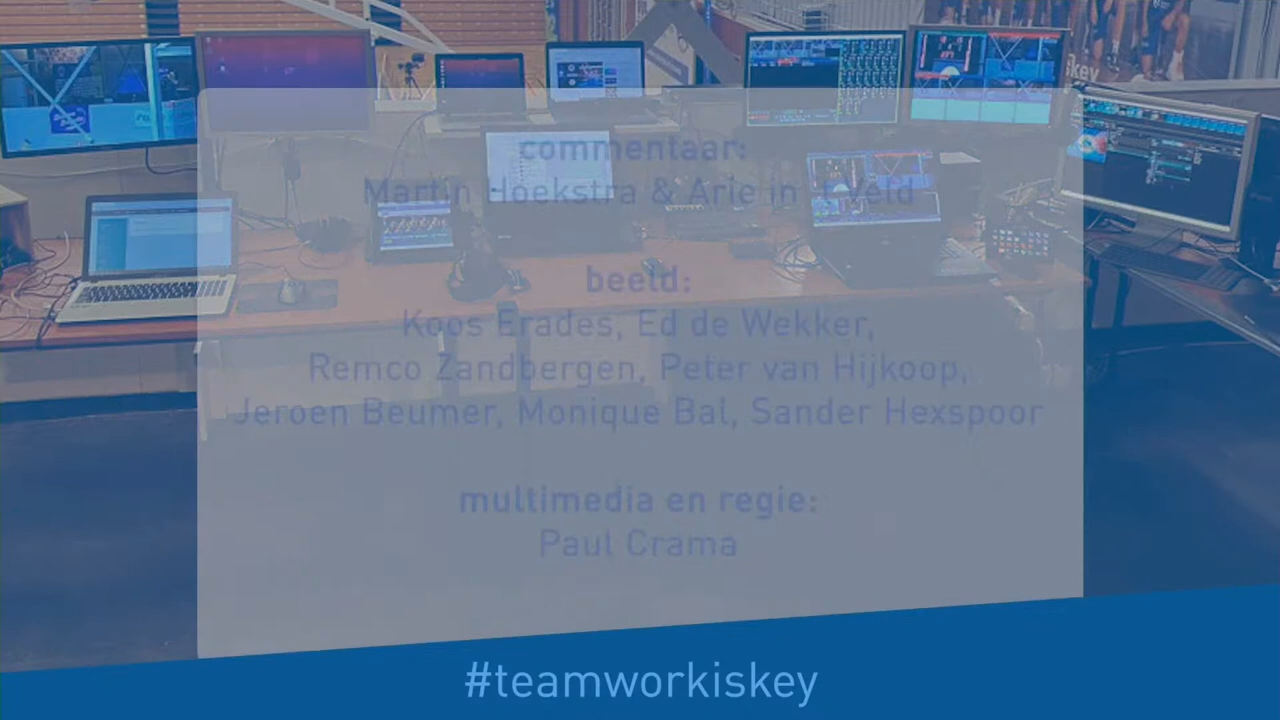 commentaar:
Martin Hoekstra & Arie in 't Veld
beeld:
Koos Erades, Ed de Wekker,
Remco Zandbergen, Peter van Hijkoop,
Jeroen Beumer, Monique Bal, Sander Hexspoor
multimedia en regie:
Paul Crama
#teamworkiskey